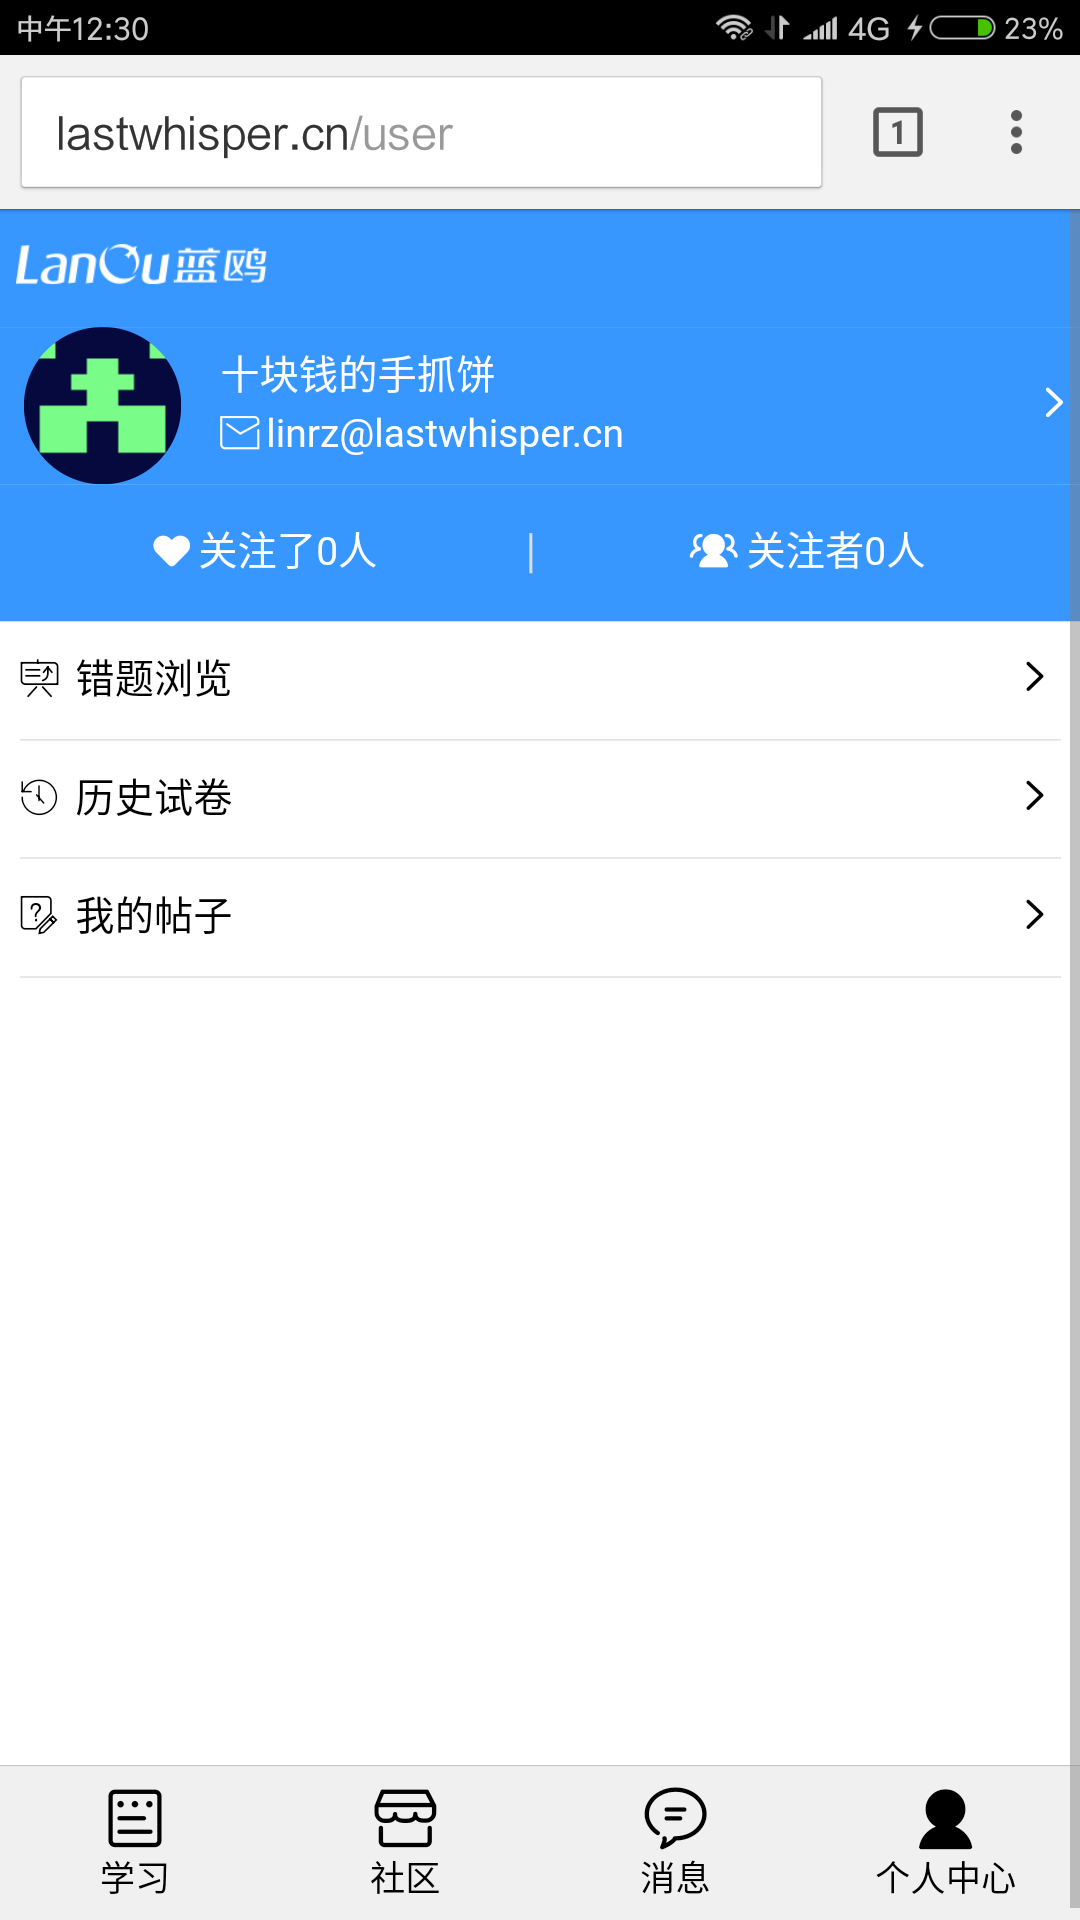 中午12:30 4G 23%
lastwhisper.cn/user 1
LanOu蓝鸥
十块钱的手抓饼
linrz@lastwhisper.cn
关注了0人 | 关注者0人
错题浏览
历史试卷
我的帖子
学习 社区 消息 个人中心